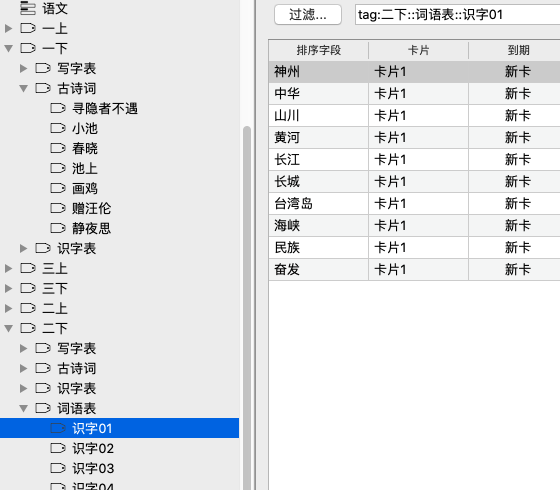 语文
一上
一下
写字表
古诗词
寻隐者不遇
小池
春晓
池上
画鸡
赠汪伦
静夜思
识字表
三上
三下
二上
二下
写字表
古诗词
识字表
词语表
识字01
识字02
识字03
识字04
过滤... tag:二下::词语表::识字01
排序字段 卡片 到期
神州 卡片1 新卡
中华 卡片1 新卡
山川 卡片1 新卡
黄河 卡片1 新卡
长江 卡片1 新卡
长城 卡片1 新卡
台湾岛 卡片1 新卡
海峡 卡片1 新卡
民族 卡片1 新卡
奋发 卡片1 新卡